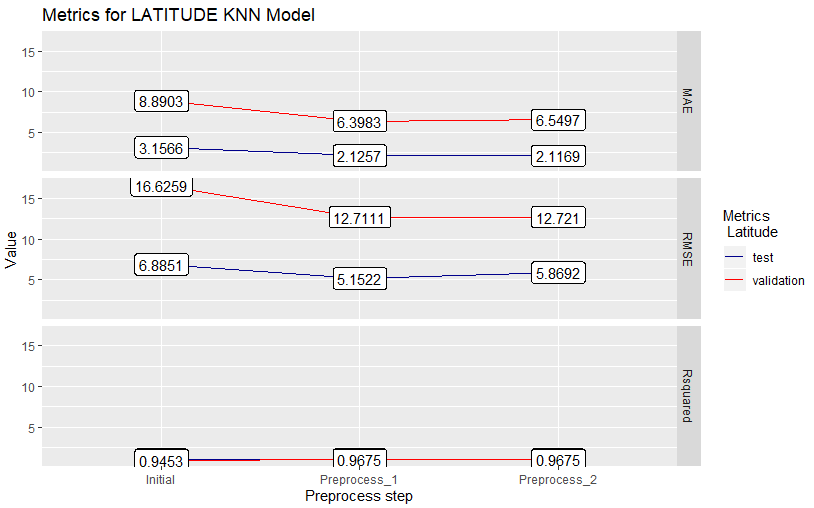 Metrics for LATITUDE KNN Model
15
10
5
8.8903
6.3983
6.5497
3.1566
2.1257
2.1169
MAE
15
10
5
16.6259
12.7111
12.721
6.8851
5.1522
5.8692
RMSE
15
10
5
0.9453
0.9675
0.9675
Rsquared
Value
Initial
Preprocess_1
Preprocess_2
Preprocess step
Metrics
Latitude
test
validation